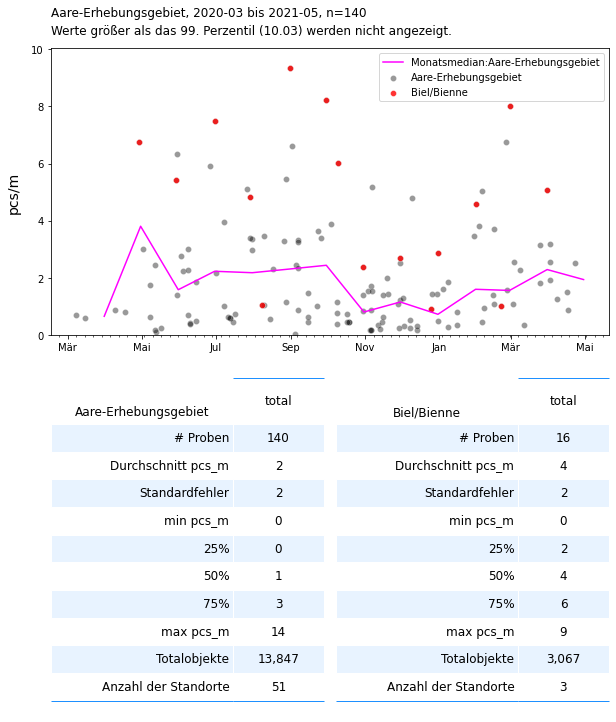 Aare-Erhebungsgebiet, 2020-03 bis 2021-05, n=140
Werte größer als das 99. Perzentil (10.03) werden nicht angezeigt.
10
8
6
4
2
0
pcs/m
Monatsmedian:Aare-Erhebungsgebiet
Aare-Erhebungsgebiet
Biel/Bienne
Mär Mai Jul Sep Nov Jan Mär Mai
Aare-Erhebungsgebiet total
# Proben 140
Durchschnitt pcs_m 2
Standardfehler 2
min pcs_m 0
25% 0
50% 1
75% 3
max pcs_m 14
Totalobjekte 13,847
Anzahl der Standorte 51
Biel/Bienne total
# Proben 16
Durchschnitt pcs_m 4
Standardfehler 2
min pcs_m 0
25% 2
50% 4
75% 6
max pcs_m 9
Totalobjekte 3,067
Anzahl der Standorte 3